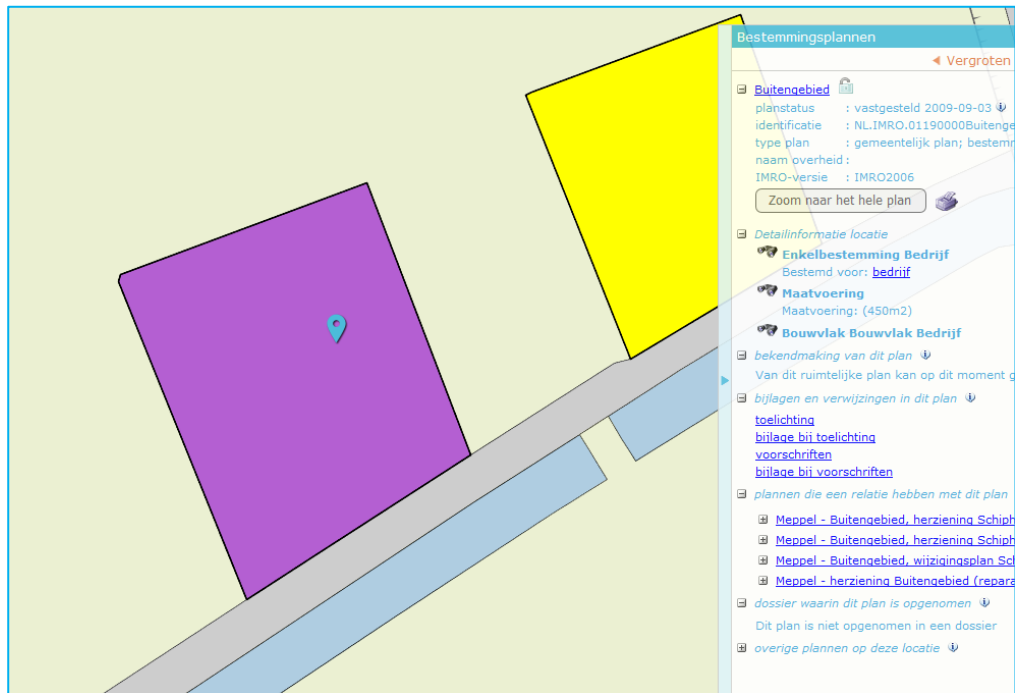 Bestemmingsplannen
Vergroten
Buitengebied
planstatus : vastgesteld 2009-09-03
identificatie : NL.IMRO.01190000Buitenge
type plan : gemeentelijk plan; bestemm
naam overheid :
IMRO-versie : IMRO2006
Zoom naar het hele plan
Detailinformatie locatie
Enkelbestemming Bedrijf
Bestemd voor: bedrijf
Maatvoering
Maatvoering: (450m2)
Bouwvlak Bouwvlak Bedrijf
bekendmaking van dit plan
Van dit ruimtelijke plan kan op dit moment g
bijlagen en verwijzingen in dit plan
toelichting
bijlage bij toelichting
voorschriften
bijlage bij voorschriften
plannen die een relatie hebben met dit plan
Meppel - Buitengebied, herziening Schiph
Meppel - Buitengebied, herziening Schiph
Meppel - Buitengebied, wijzigingsplan Sch
Meppel - herziening Buitengebied (repara
dossier waarin dit plan is opgenomen
Dit plan is niet opgenomen in een dossier
overige plannen op deze locatie